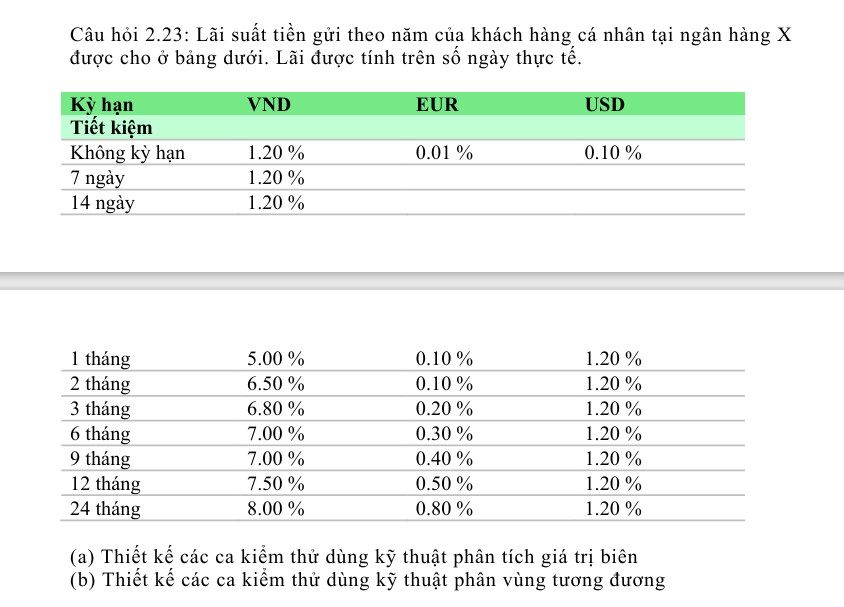 Câu hỏi 2.23: Lãi suất tiền gửi theo năm của khách hàng cá nhân tại ngân hàng X
được cho ở bảng dưới. Lãi được tính trên số ngày thực tế.
Kỳ hạn VND EUR USD
Tiết kiệm
Không kỳ hạn 1.20 % 0.01 % 0.10 %
7 ngày 1.20 %
14 ngày 1.20 %
1 tháng 5.00 % 0.10 % 1.20 %
2 tháng 6.50 % 0.10 % 1.20 %
3 tháng 6.80 % 0.20 % 1.20 %
6 tháng 7.00 % 0.30 % 1.20 %
9 tháng 7.00 % 0.40 % 1.20 %
12 tháng 7.50 % 0.50 % 1.20 %
24 tháng 8.00 % 0.80 % 1.20 %
(a) Thiết kế các ca kiểm thử dùng kỹ thuật phân tích giá trị biên
(b) Thiết kế các ca kiểm thử dùng kỹ thuật phân vùng tương đương